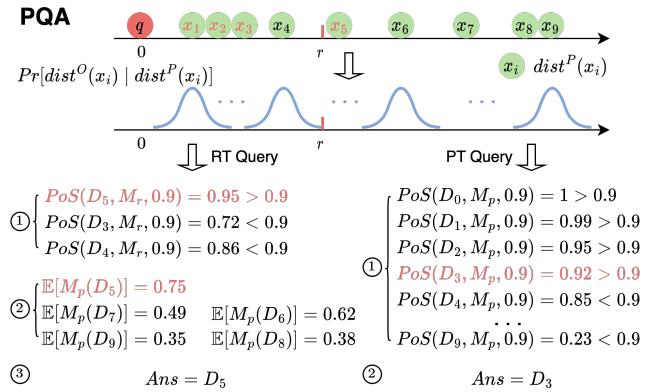 PQA
q x₁ x₂ x₃ x₄ x₅ x₆ x₇ x₈ x₉
0 r
xᵢ dist^P(xᵢ)
Pr[dist^O(xᵢ) | dist^P(xᵢ)]
... ... ...
0 r
RT Query
PT Query
① PoS(D₅, Mᵣ, 0.9) = 0.95 > 0.9
PoS(D₃, Mᵣ, 0.9) = 0.72 < 0.9
PoS(D₄, Mᵣ, 0.9) = 0.86 < 0.9
② 𝔼[Mₚ(D₅)] = 0.75
𝔼[Mₚ(D₇)] = 0.49 𝔼[Mₚ(D₆)] = 0.62
𝔼[Mₚ(D₉)] = 0.35 𝔼[Mₚ(D₈)] = 0.38
③ Ans = D₅
① PoS(D₀, Mₚ, 0.9) = 1 > 0.9
PoS(D₁, Mₚ, 0.9) = 0.99 > 0.9
PoS(D₂, Mₚ, 0.9) = 0.95 > 0.9
PoS(D₃, Mₚ, 0.9) = 0.92 > 0.9
PoS(D₄, Mₚ, 0.9) = 0.85 < 0.9
...
PoS(D₉, Mₚ, 0.9) = 0.23 < 0.9
② Ans = D₃